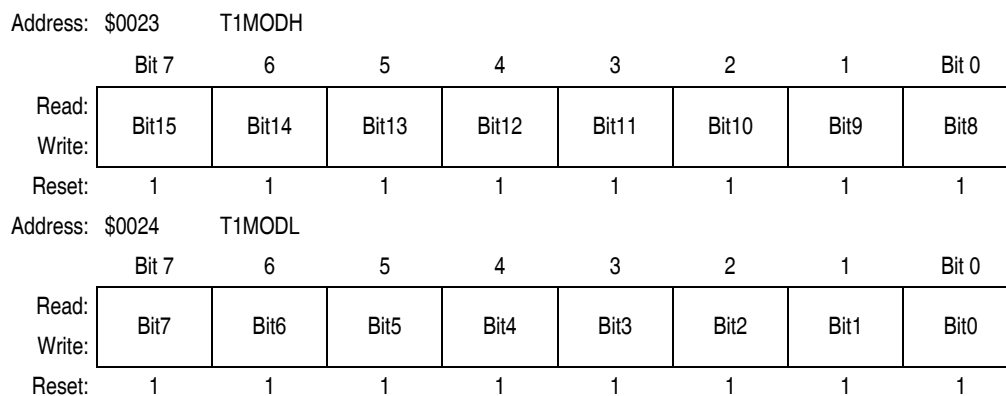 Address: $0023 T1MODH
Bit 7 6 5 4 3 2 1 Bit 0
Read:
Bit15 Bit14 Bit13 Bit12 Bit11 Bit10 Bit9 Bit8
Write:
Reset: 1 1 1 1 1 1 1 1
Address: $0024 T1MODL
Bit 7 6 5 4 3 2 1 Bit 0
Read:
Bit7 Bit6 Bit5 Bit4 Bit3 Bit2 Bit1 Bit0
Write:
Reset: 1 1 1 1 1 1 1 1